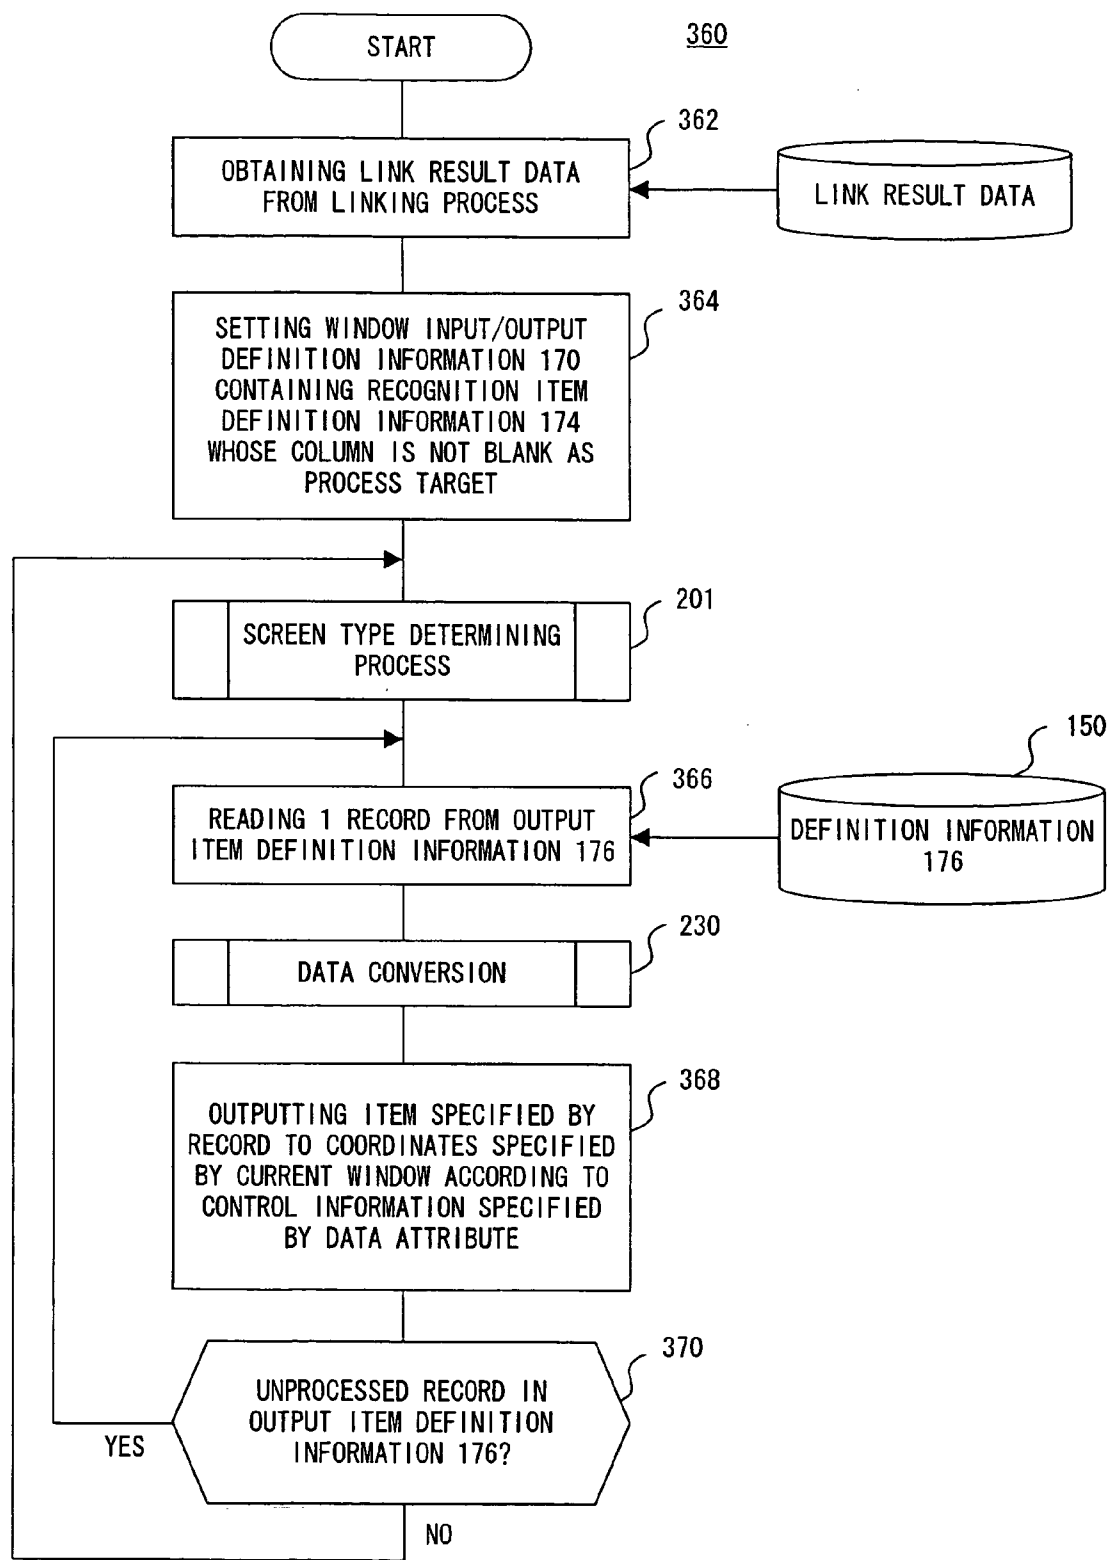 START
360
362
OBTAINING LINK RESULT DATA
FROM LINKING PROCESS
LINK RESULT DATA
364
SETTING WINDOW INPUT/OUTPUT
DEFINITION INFORMATION 170
CONTAINING RECOGNITION ITEM
DEFINITION INFORMATION 174
WHOSE COLUMN IS NOT BLANK AS
PROCESS TARGET
201
SCREEN TYPE DETERMINING
PROCESS
150
366
READING 1 RECORD FROM OUTPUT
ITEM DEFINITION INFORMATION 176
DEFINITION INFORMATION
176
230
DATA CONVERSION
368
OUTPUTTING ITEM SPECIFIED BY
RECORD TO COORDINATES SPECIFIED
BY CURRENT WINDOW ACCORDING TO
CONTROL INFORMATION SPECIFIED
BY DATA ATTRIBUTE
370
UNPROCESSED RECORD IN
OUTPUT ITEM DEFINITION
INFORMATION 176?
YES
NO